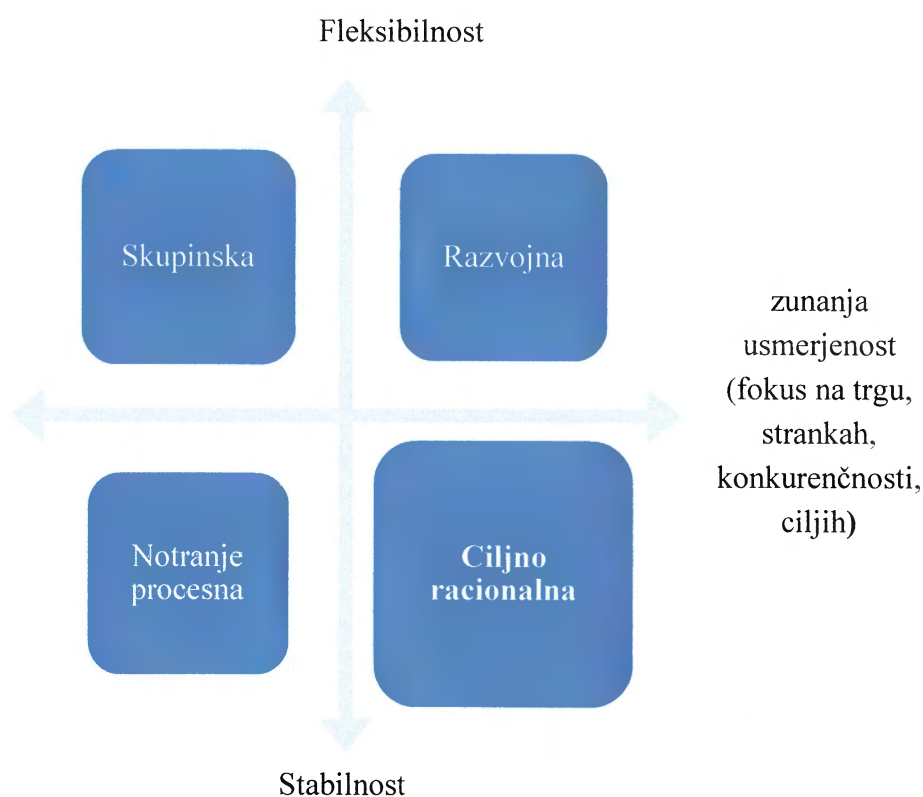 Fleksibilnost
Skupinska
Razvojna
zunanja
usmerjenost
(fokus na trgu,
strankah,
konkurenčnosti,
ciljih)
Notranje
procesna
Ciljno
racionalna
Stabilnost